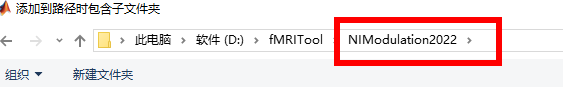 添加到路径时包含子文件夹
此电脑 › 软件 (D:) › fMRITool › NIModulation2022 ›
组织 新建文件夹